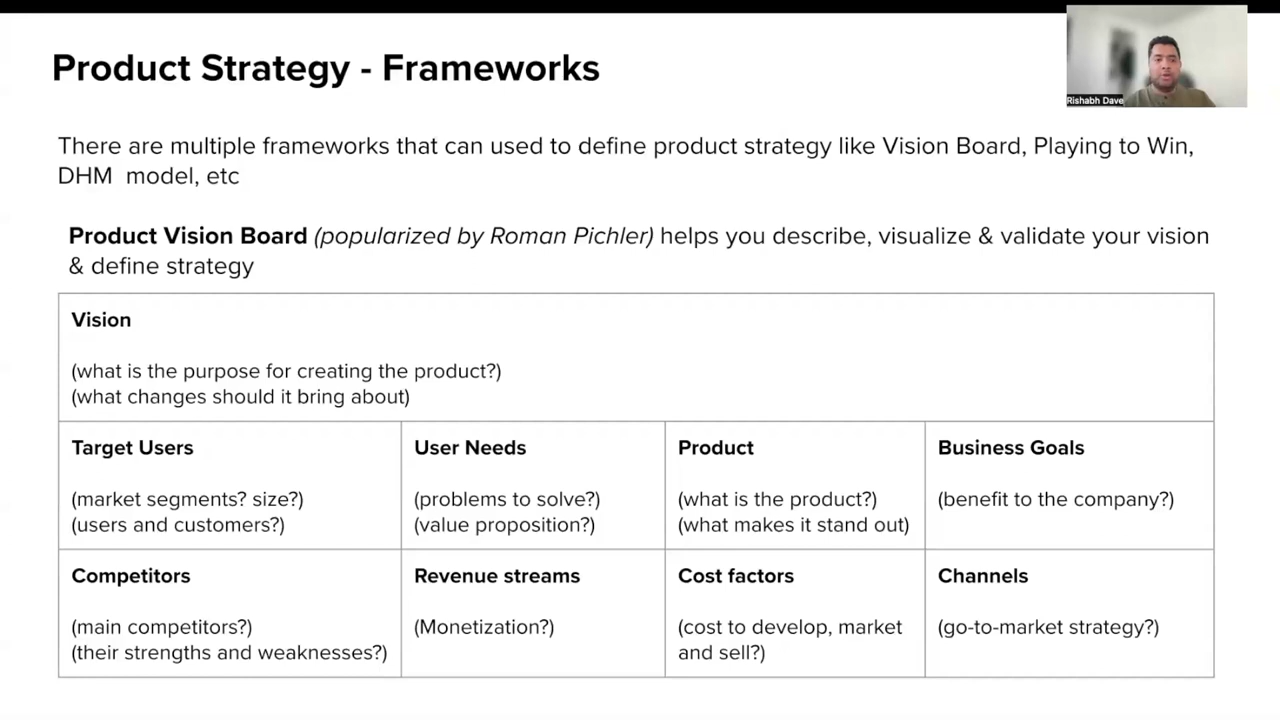 Product Strategy - Frameworks
Rishabh Dave
There are multiple frameworks that can used to define product strategy like Vision Board, Playing to Win,
DHM  model, etc
Product Vision Board (popularized by Roman Pichler) helps you describe, visualize & validate your vision
& define strategy
Vision
(what is the purpose for creating the product?)
(what changes should it bring about)
Target Users
(market segments? size?)
(users and customers?)
User Needs
(problems to solve?)
(value proposition?)
Product
(what is the product?)
(what makes it stand out)
Business Goals
(benefit to the company?)
Competitors
(main competitors?)
(their strengths and weaknesses?)
Revenue streams
(Monetization?)
Cost factors
(cost to develop, market
and sell?)
Channels
(go-to-market strategy?)